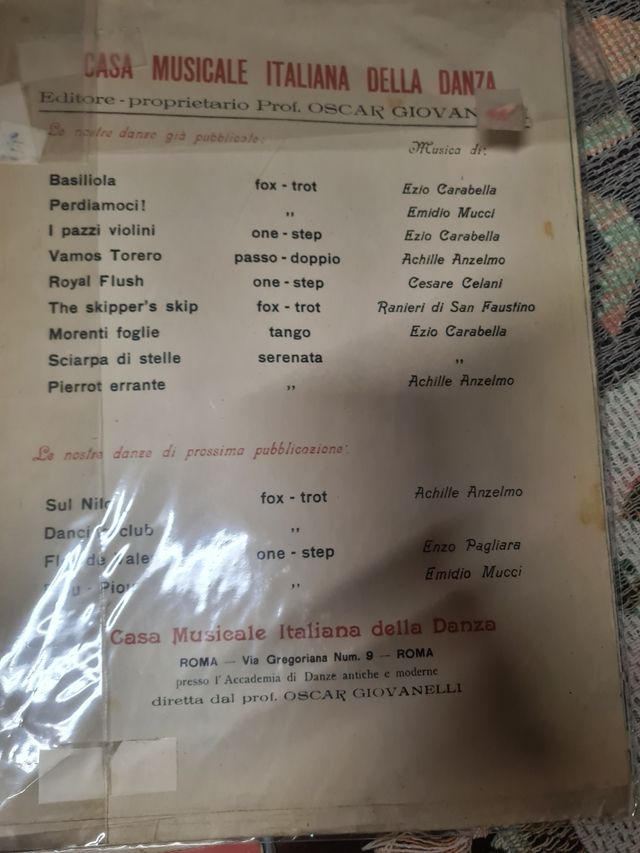 CASA MUSICALE ITALIANA DELLA DANZA
Editore - proprietario Prof. OSCAR
Le nostre danze già pubblicate:
Musica di:
Basiliola fox - trot Ezio Carabella
Perdiamoci! „ Emidio Mucci
I pazzi violini one - step Ezio Carabella
Vamos Torero passo - doppio Achille Anzelmo
Royal Flush one - step Cesare Celani
The skipper's skip fox - trot Ranieri di San Faustino
Morenti foglie tango Ezio Carabella
Sciarpa di stelle serenata „
Pierrot errante „ Achille Anzelmo
Le nostre danze di prossima pubblicazione:
Sul Nilo fox - trot Achille Anzelmo
club „
de one - step Enzo Pagliara
„ Emidio Mucci
Casa Musicale Italiana della Danza
ROMA — Via Gregoriana Num. 9 — ROMA
presso l'Accademia di Danze antiche e moderne
diretta dal prof. OSCAR GIOVANELLI